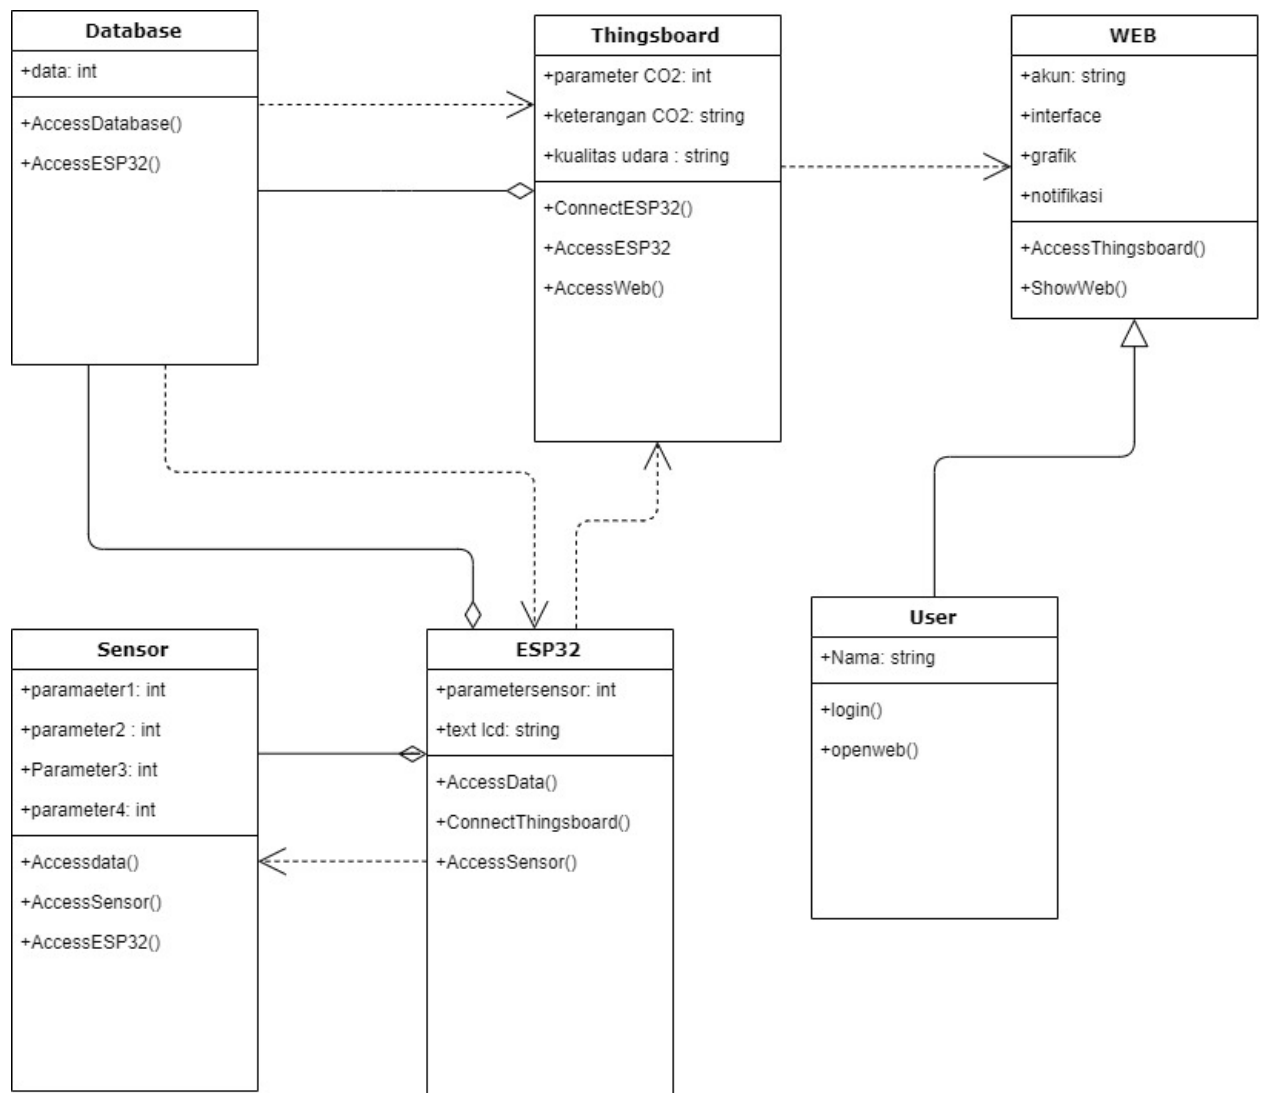 Database
+data: int
+AccessDatabase()
+AccessESP32()
Thingsboard
+parameter CO2: int
+keterangan CO2: string
+kualitas udara : string
+ConnectESP32()
+AccessESP32
+AccessWeb()
WEB
+akun: string
+interface
+grafik
+notifikasi
+AccessThingsboard()
+ShowWeb()
Sensor
+paramaeter1: int
+parameter2 : int
+Parameter3: int
+parameter4: int
+Accessdata()
+AccessSensor()
+AccessESP32()
ESP32
+parametersensor: int
+text lcd: string
+AccessData()
+ConnectThingsboard()
+AccessSensor()
User
+Nama: string
+login()
+openweb()